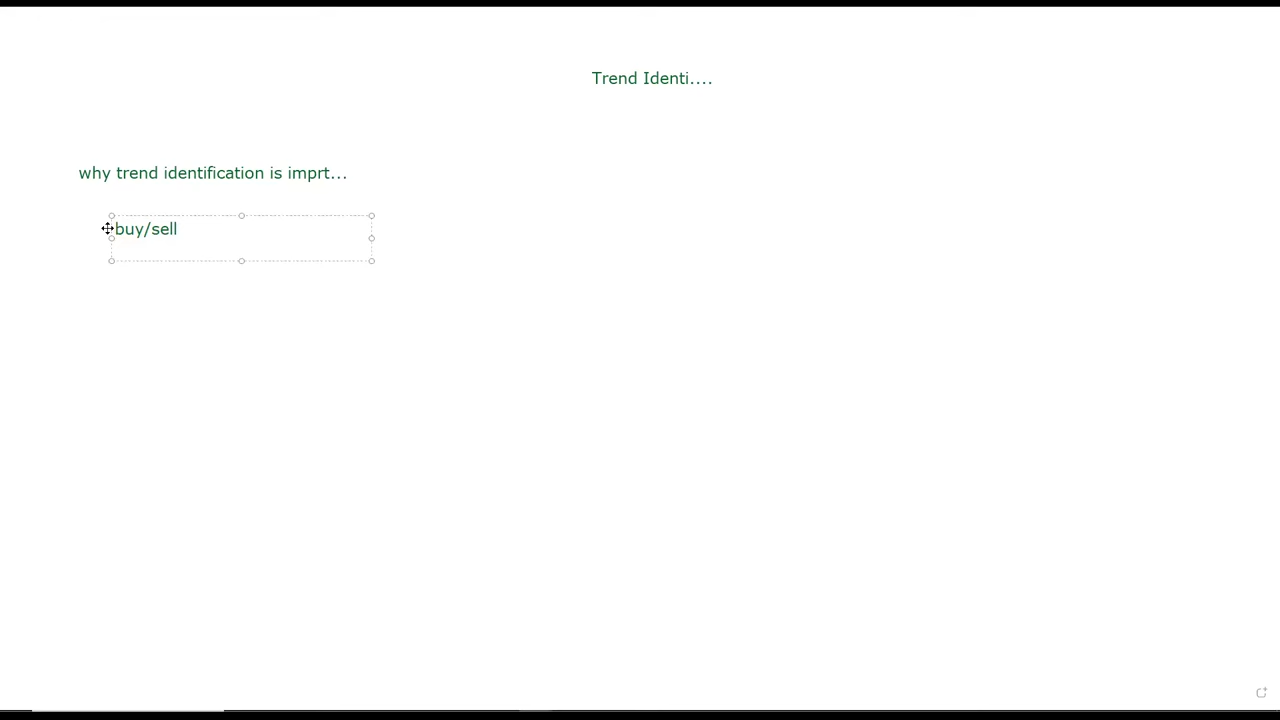 Trend Identi....
why trend identification is imprt...
buy/sell